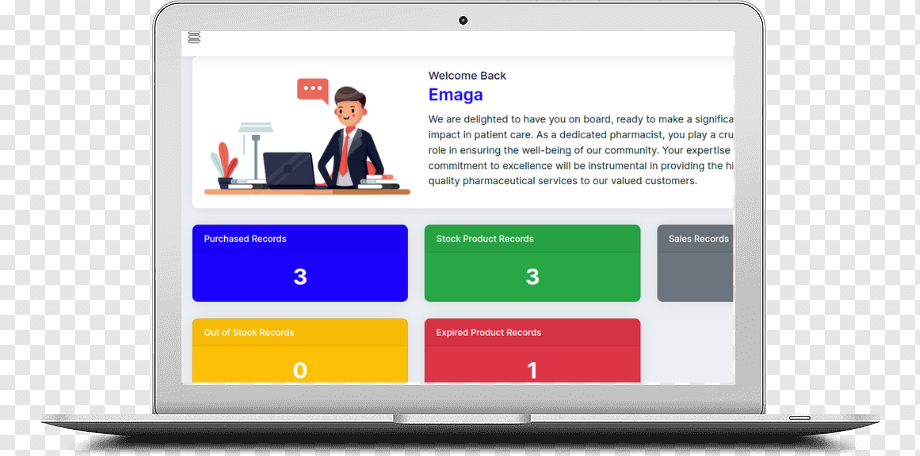 Welcome Back
Emaga
We are delighted to have you on board, ready to make a significa
impact in patient care. As a dedicated pharmacist, you play a cru
role in ensuring the well-being of our community. Your expertise
commitment to excellence will be instrumental in providing the hi
quality pharmaceutical services to our valued customers.
Purchased Records
Stock Product Records
Sales Records
3
3
Out of Stock Records
Expired Product Records
0
1